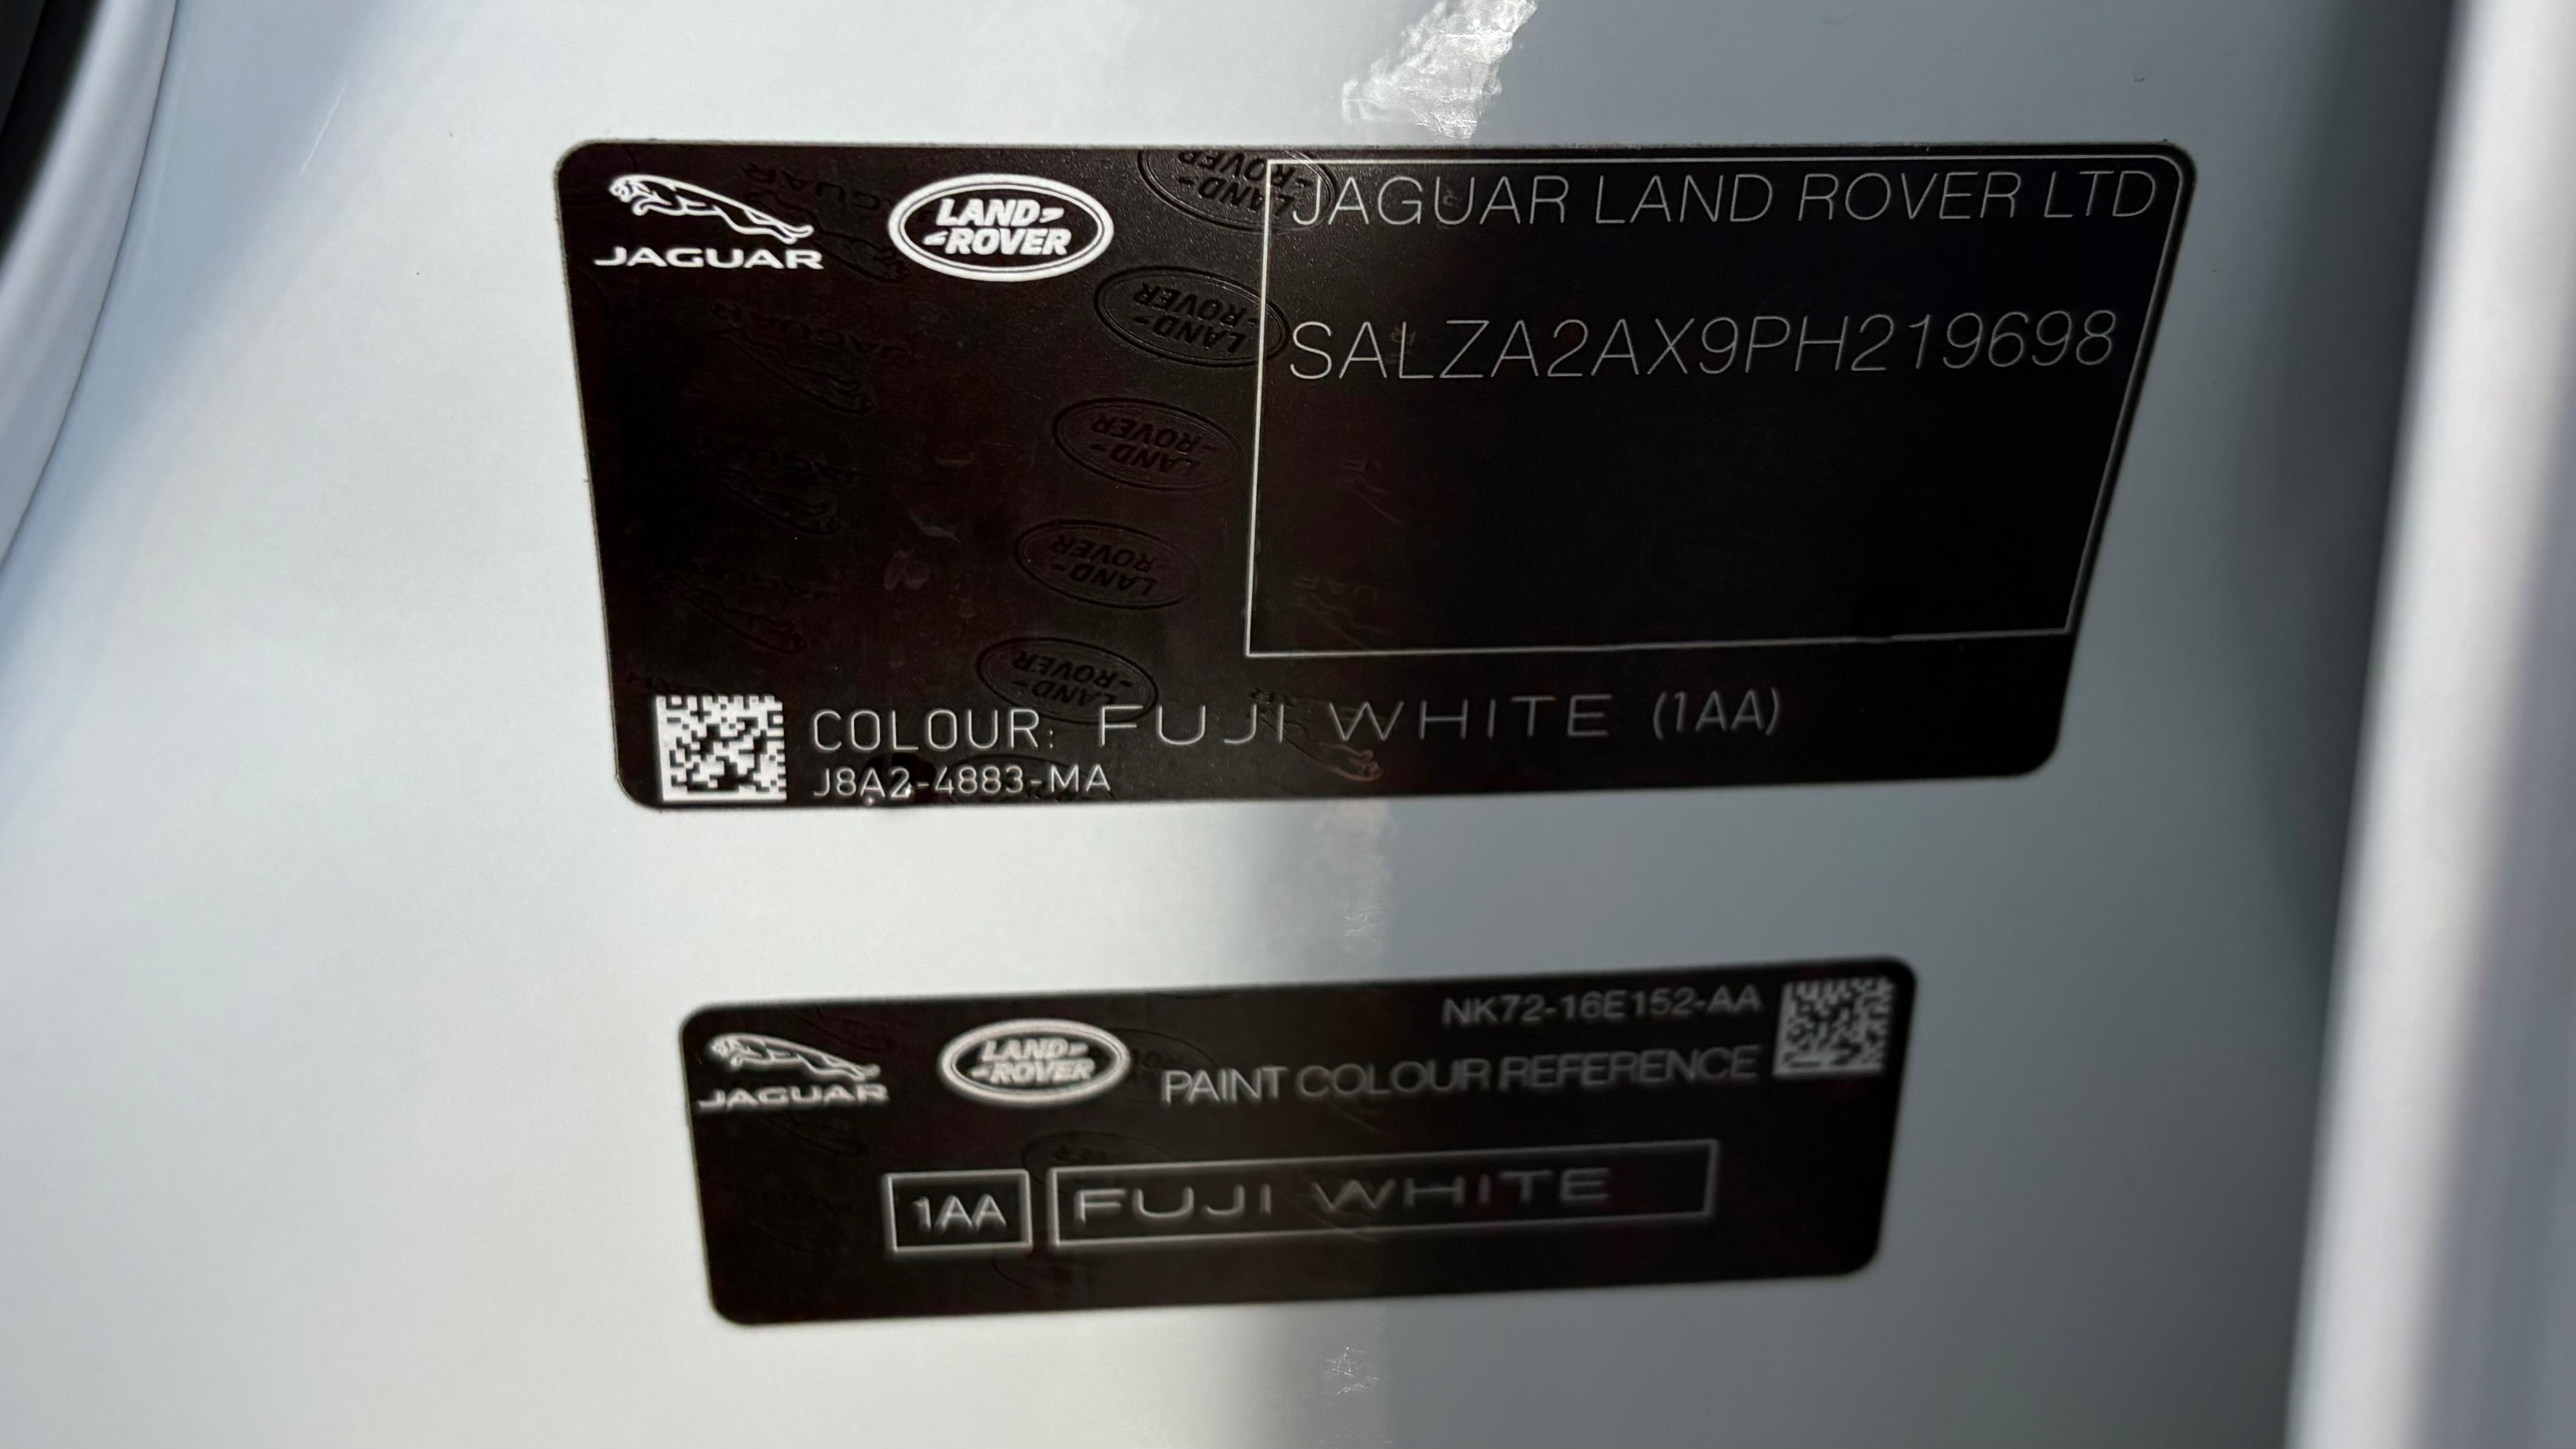 JAGUAR
LAND-
-ROVER
JAGUAR LAND ROVER LTD
SALZA2AX9PH219698
COLOUR: FUJI WHITE (1AA)
J8A2-4883-MA
NK72-16E152-AA
JAGUAR
LAND-
-ROVER
PAINT COLOUR REFERENCE
1AA FUJI WHITE